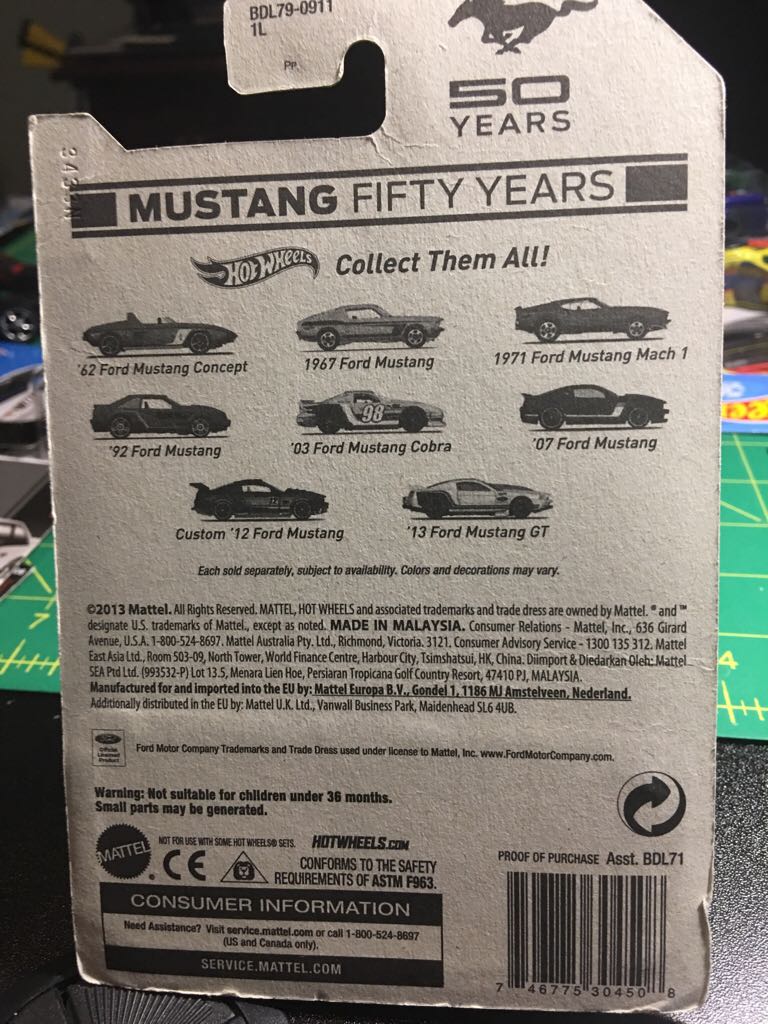 BDL79-0911
1L
PP.
50
YEARS
MUSTANG FIFTY YEARS
HOT WHEELS Collect Them All!
'62 Ford Mustang Concept
1967 Ford Mustang
1971 Ford Mustang Mach 1
'92 Ford Mustang
98
'03 Ford Mustang Cobra
'07 Ford Mustang
Custom '12 Ford Mustang
'13 Ford Mustang GT
Each sold separately, subject to availability. Colors and decorations may vary.
©2013 Mattel. All Rights Reserved. MATTEL, HOT WHEELS and associated trademarks and trade dress are owned by Mattel. ® and ™
designate U.S. trademarks of Mattel., except as noted. MADE IN MALAYSIA. Consumer Relations - Mattel, Inc., 636 Girard
Avenue, U.S.A. 1-800-524-8697. Mattel Australia Pty. Ltd., Richmond, Victoria. 3121. Consumer Advisory Service - 1300 135 312. Mattel
East Asia Ltd., Room 503-09, North Tower, World Finance Centre, Harbour City, Tsimshatsui, HK, China. Diimport & Diedarkan Oleh: Mattel
SEA Ptd Ltd. (993532-P) Lot 13.5, Menara Lien Hoe, Persiaran Tropicana Golf Country Resort, 47410 PJ, MALAYSIA.
Manufactured for and imported into the EU by: Mattel Europa B.V., Gondel 1, 1186 MJ Amstelveen, Nederland.
Additionally distributed in the EU by: Mattel U.K. Ltd., Vanwall Business Park, Maidenhead SL6 4UB.
Official
Licensed
Product
Ford Motor Company Trademarks and Trade Dress used under license to Mattel, Inc. www.FordMotorCompany.com.
Warning: Not suitable for children under 36 months.
Small parts may be generated.
MATTEL
NOT FOR USE WITH SOME HOT WHEELS® SETS.
HOTWHEELS.COM
CE
CONFORMS TO THE SAFETY
REQUIREMENTS OF ASTM F963.
PROOF OF PURCHASE Asst. BDL71
CONSUMER INFORMATION
Need Assistance? Visit service.mattel.com or call 1-800-524-8697
(US and Canada only).
SERVICE.MATTEL.COM
7 46775 30450 8
7
4